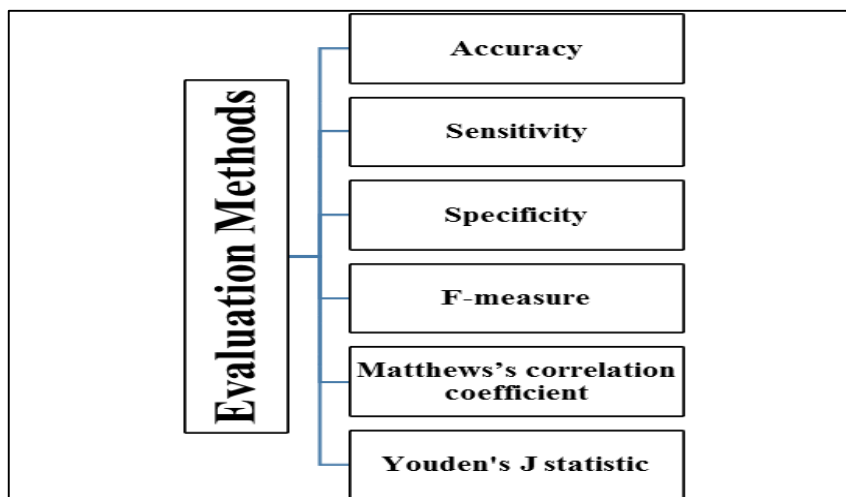 Evaluation Methods
Accuracy
Sensitivity
Specificity
F-measure
Matthews’s correlation
coefficient
Youden's J statistic